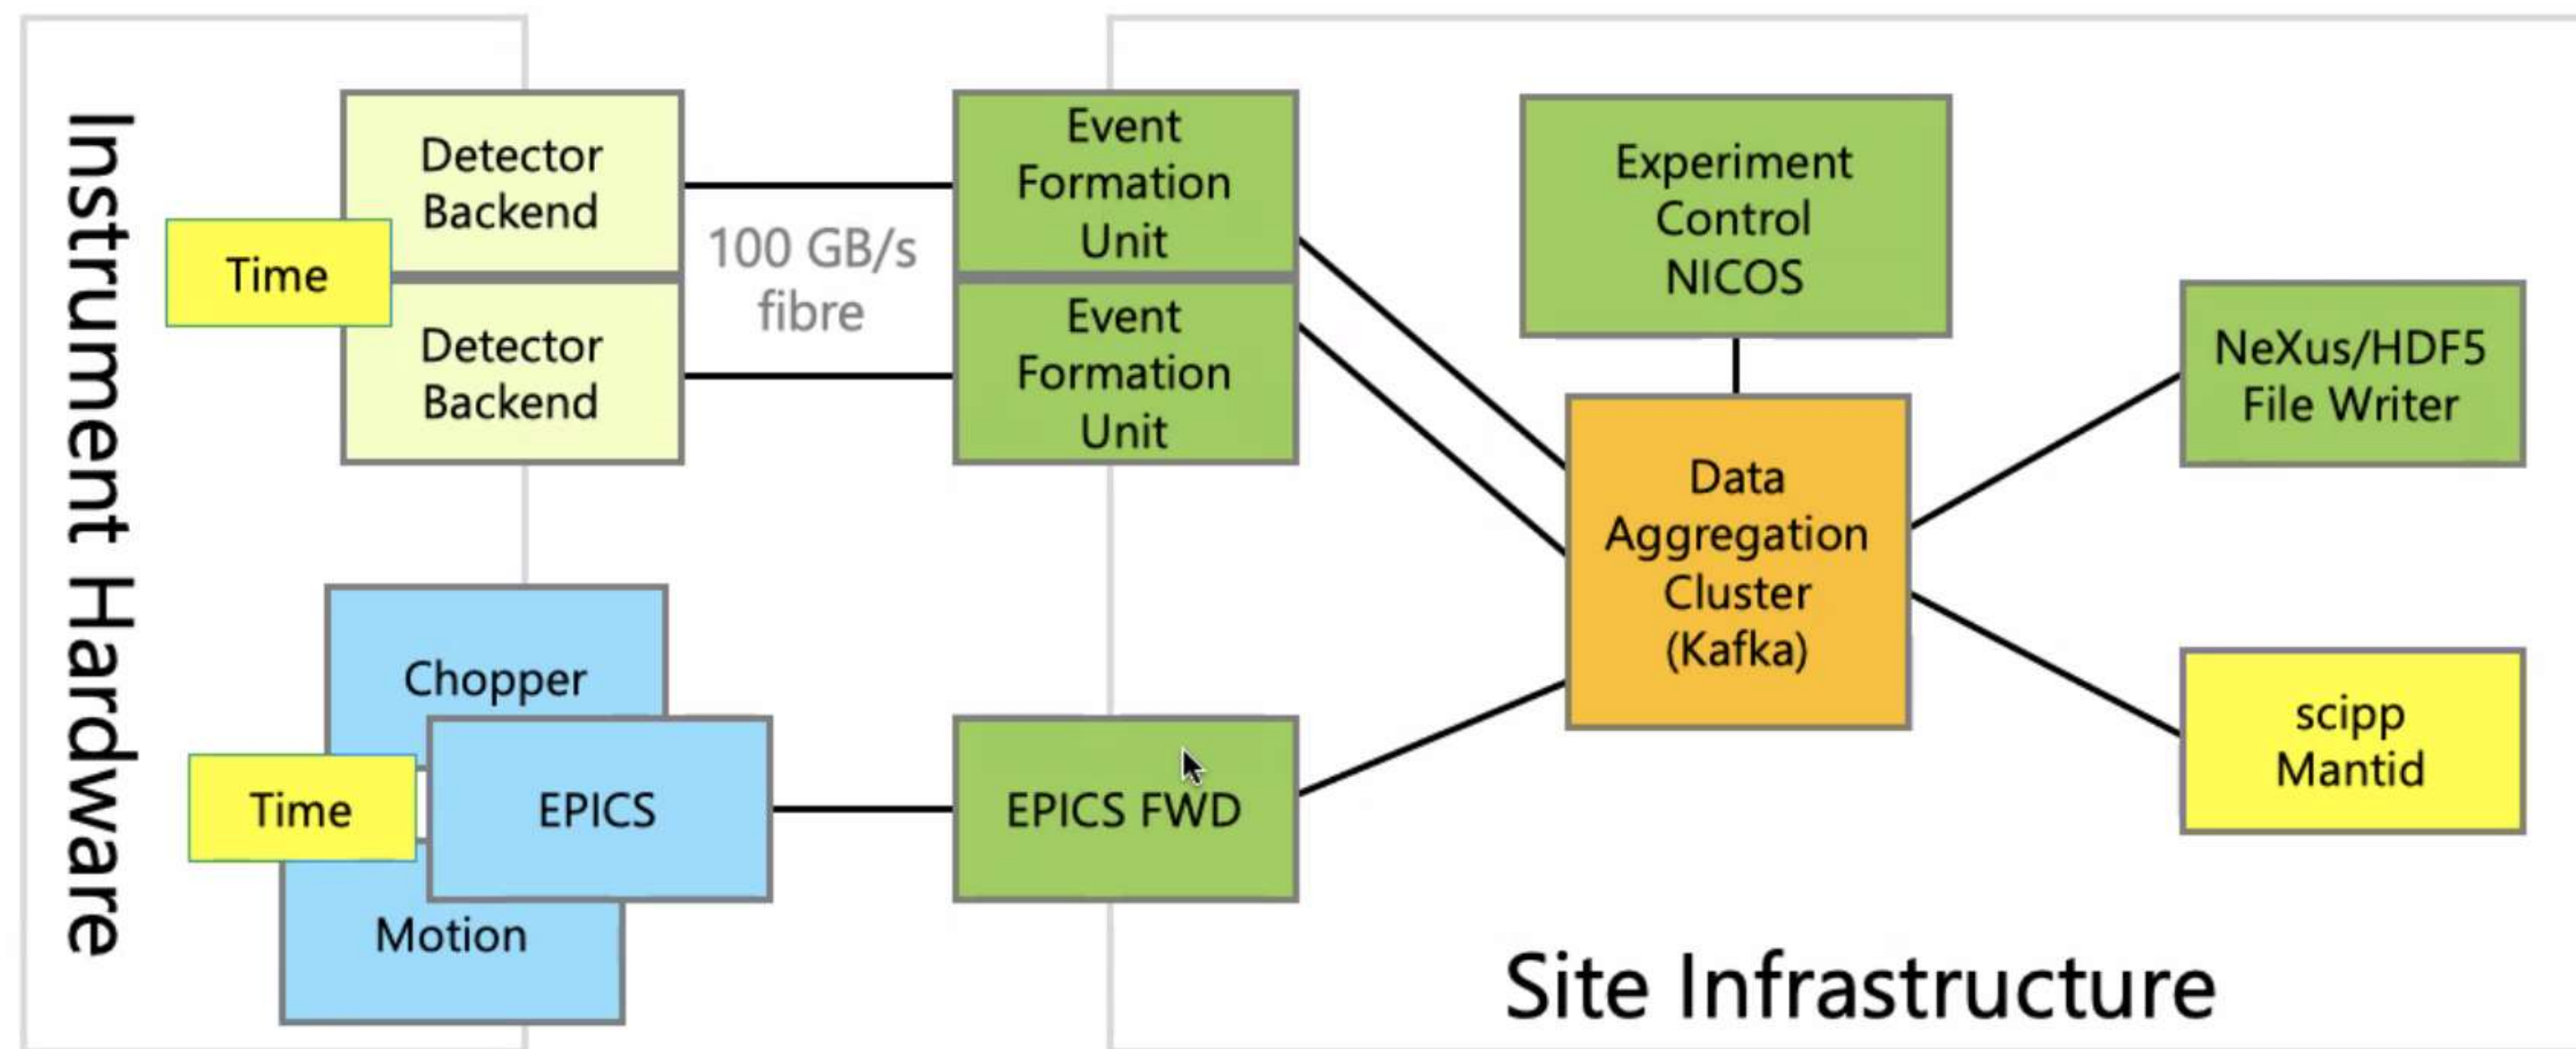 Instrument Hardware
Detector
Backend
Time
Detector
Backend
100 GB/s
fibre
Event
Formation
Unit
Event
Formation
Unit
Experiment
Control
NICOS
Data
Aggregation
Cluster
(Kafka)
NeXus/HDF5
File Writer
scipp
Mantid
Chopper
Time
EPICS
Motion
EPICS FWD
Site Infrastructure